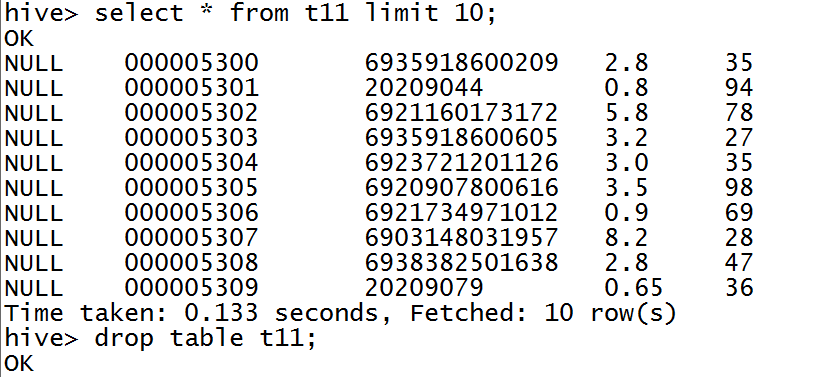 hive> select * from t11 limit 10;
OK
NULL 000005300 6935918600209 2.8 35
NULL 000005301 20209044 0.8 94
NULL 000005302 6921160173172 5.8 78
NULL 000005303 6935918600605 3.2 27
NULL 000005304 6923721201126 3.0 35
NULL 000005305 6920907800616 3.5 98
NULL 000005306 6921734971012 0.9 69
NULL 000005307 6903148031957 8.2 28
NULL 000005308 6938382501638 2.8 47
NULL 000005309 20209079 0.65 36
Time taken: 0.133 seconds, Fetched: 10 row(s)
hive> drop table t11;
OK